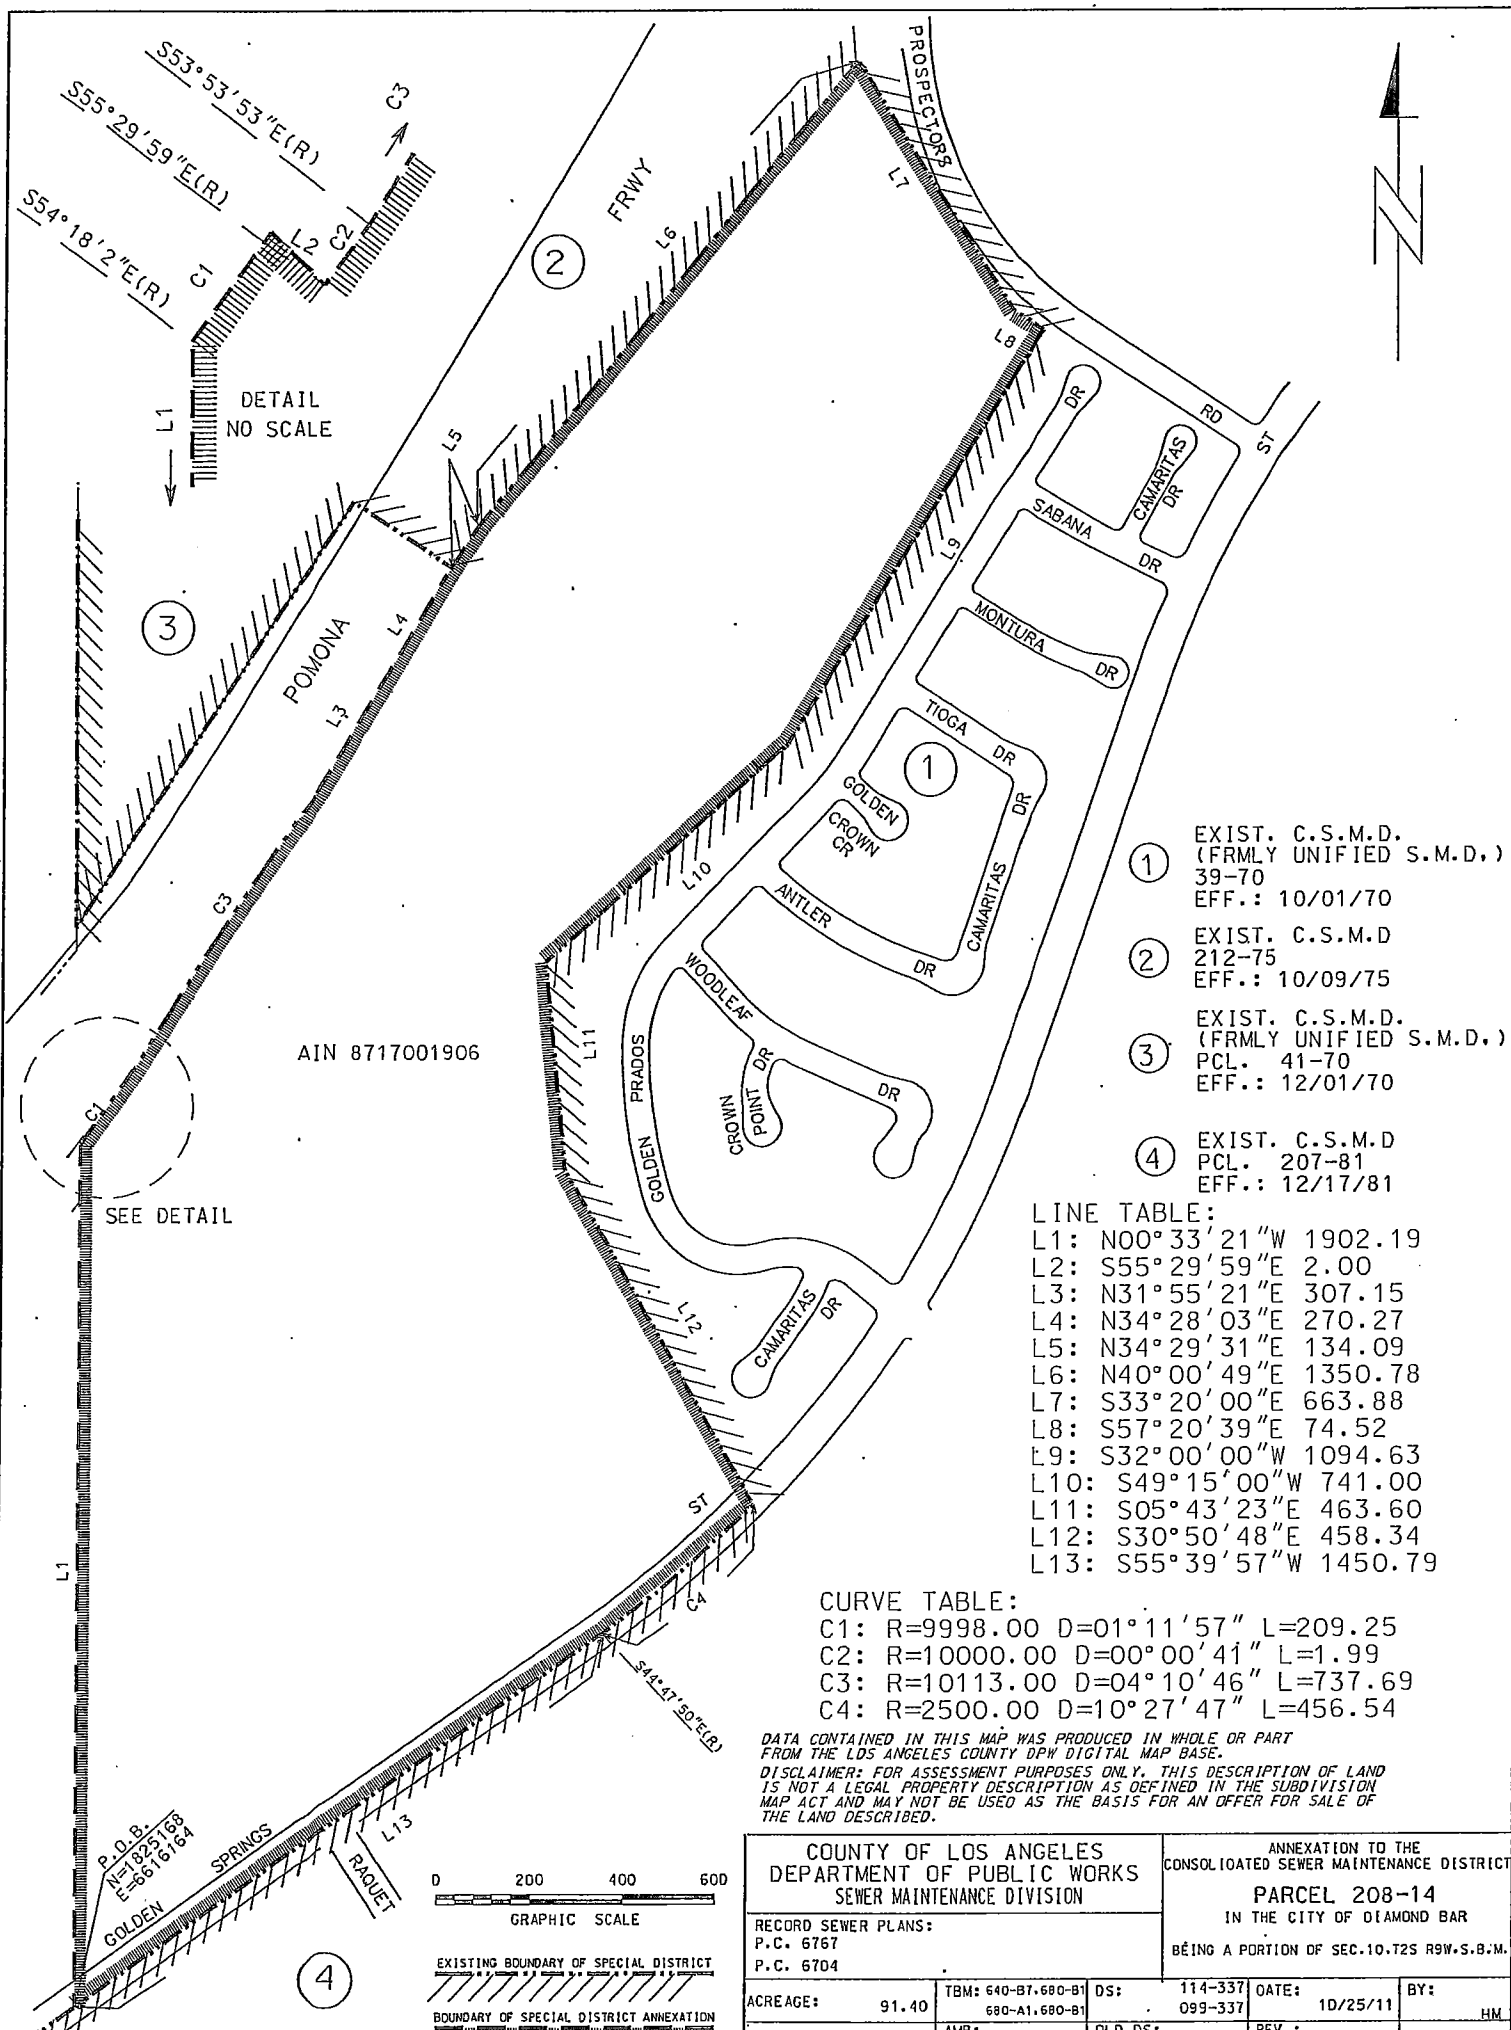 S53°53'53"E(R)
S55°29'59"E(R)
S54°18'2"E(R)
C3
C1
L2
C2
L1
DETAIL
NO SCALE
PROSPECTORS
RD
FRWY
2
L6
L7
L8
L5
N
DR
ST
CAMARITAS
DR
SABANA
DR
L9
MONTURA
DR
3
POMONA
L4
L3
TIOGA
DR
1
GOLDEN
CROWN
CR
DR
L10
ANTLER
DR
CAMARITAS
C3
WOODLEAF
DR
L11
PRADOS
GOLDEN
CROWN
POINT
DR
AIN 8717001906
C1
SEE DETAIL
L12
CAMARITAS
DR
1
EXIST. C.S.M.D.
(FRMLY UNIFIED S.M.D.)
39-70
EFF.: 10/01/70
2
EXIST. C.S.M.D
212-75
EFF.: 10/09/75
3
EXIST. C.S.M.D.
(FRMLY UNIFIED S.M.D.)
PCL. 41-70
EFF.: 12/01/70
4
EXIST. C.S.M.D
PCL. 207-81
EFF.: 12/17/81
LINE TABLE:
L1: N00°33'21"W 1902.19
L2: S55°29'59"E 2.00
L3: N31°55'21"E 307.15
L4: N34°28'03"E 270.27
L5: N34°29'31"E 134.09
L6: N40°00'49"E 1350.78
L7: S33°20'00"E 663.88
L8: S57°20'39"E 74.52
L9: S32°00'00"W 1094.63
L10: S49°15'00"W 741.00
L11: S05°43'23"E 463.60
L12: S30°50'48"E 458.34
L13: S55°39'57"W 1450.79
CURVE TABLE:
C1: R=9998.00 D=01°11'57" L=209.25
C2: R=10000.00 D=00°00'41" L=1.99
C3: R=10113.00 D=04°10'46" L=737.69
C4: R=2500.00 D=10°27'47" L=456.54
ST
C4
L1
S44°47'50"E(R)
P.O.B.
N=1825168
E=6616164
GOLDEN
SPRINGS
L13
RAQUET
4
DATA CONTAINED IN THIS MAP WAS PRODUCED IN WHOLE OR PART
FROM THE LOS ANGELES COUNTY DPW DIGITAL MAP BASE.
DISCLAIMER: FOR ASSESSMENT PURPOSES ONLY. THIS DESCRIPTION OF LAND
IS NOT A LEGAL PROPERTY DESCRIPTION AS DEFINED IN THE SUBDIVISION
MAP ACT AND MAY NOT BE USED AS THE BASIS FOR AN OFFER FOR SALE OF
THE LAND DESCRIBED.
0 200 400 600
GRAPHIC SCALE
EXISTING BOUNDARY OF SPECIAL DISTRICT
BOUNDARY OF SPECIAL DISTRICT ANNEXATION
COUNTY OF LOS ANGELES
DEPARTMENT OF PUBLIC WORKS
SEWER MAINTENANCE DIVISION
RECORD SEWER PLANS:
P.C. 6767
P.C. 6704
ANNEXATION TO THE
CONSOLIDATED SEWER MAINTENANCE DISTRICT
PARCEL 208-14
IN THE CITY OF DIAMOND BAR
BEING A PORTION OF SEC.10.T2S R9W.S.B.M.
ACREAGE: 91.40
TBM: 640-B7.680-B1
680-A1.680-B1
DS: 114-337
099-337
DATE: 10/25/11
BY: HM